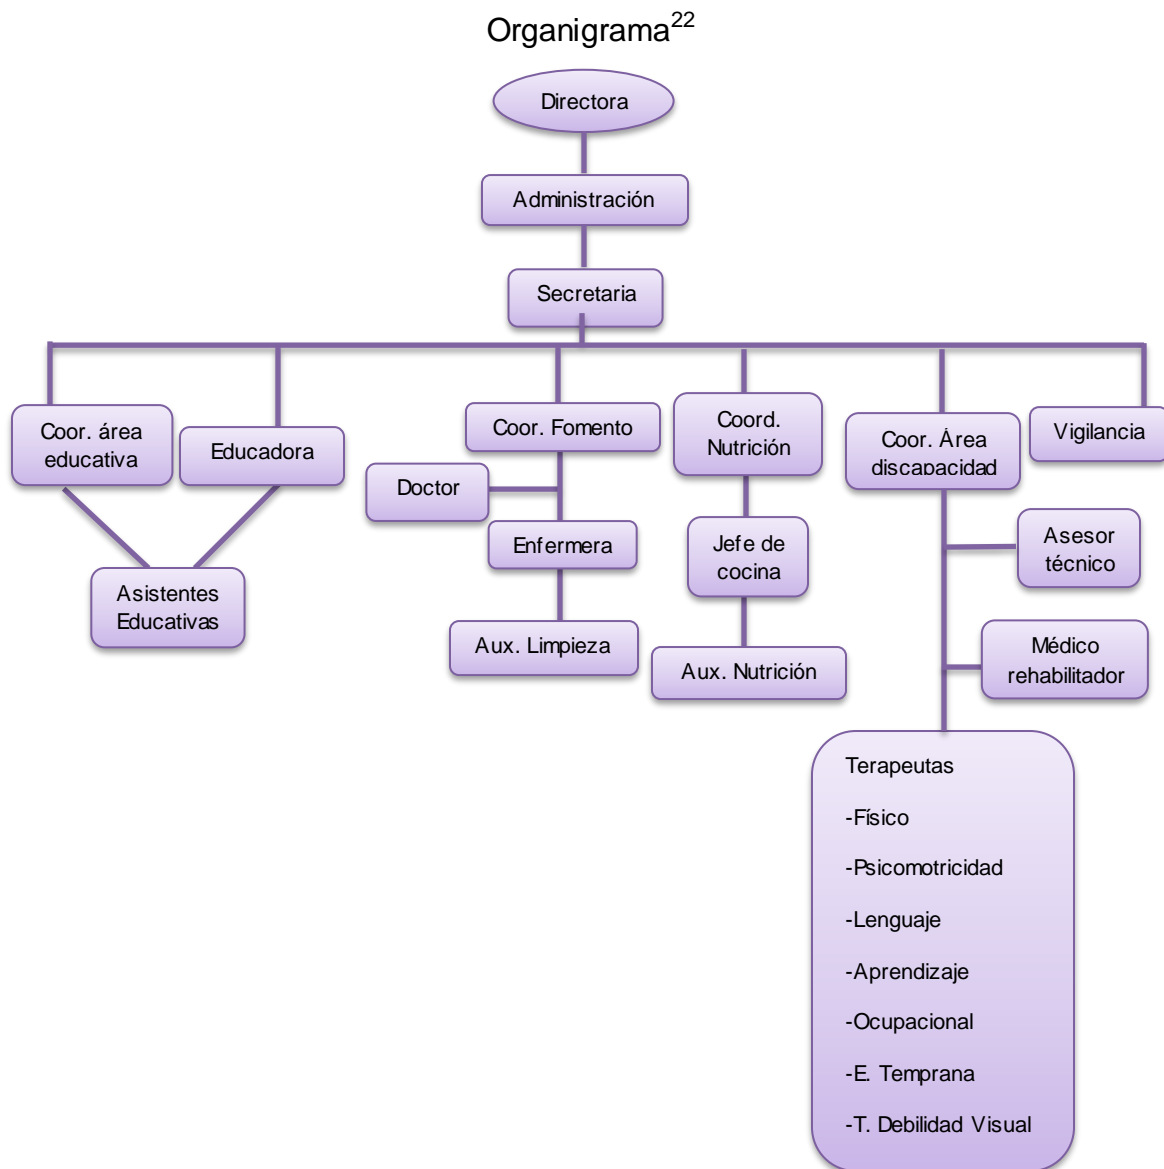 Organigrama22
Directora
Administración
Secretaria
Coor. área
educativa
Educadora
Coor. Fomento
Coord.
Nutrición
Coor. Área
discapacidad
Vigilancia
Doctor
Enfermera
Jefe de
cocina
Asesor
técnico
Asistentes
Educativas
Aux. Limpieza
Aux. Nutrición
Médico
rehabilitador
Terapeutas
-Físico
-Psicomotricidad
-Lenguaje
-Aprendizaje
-Ocupacional
-E. Temprana
-T. Debilidad Visual